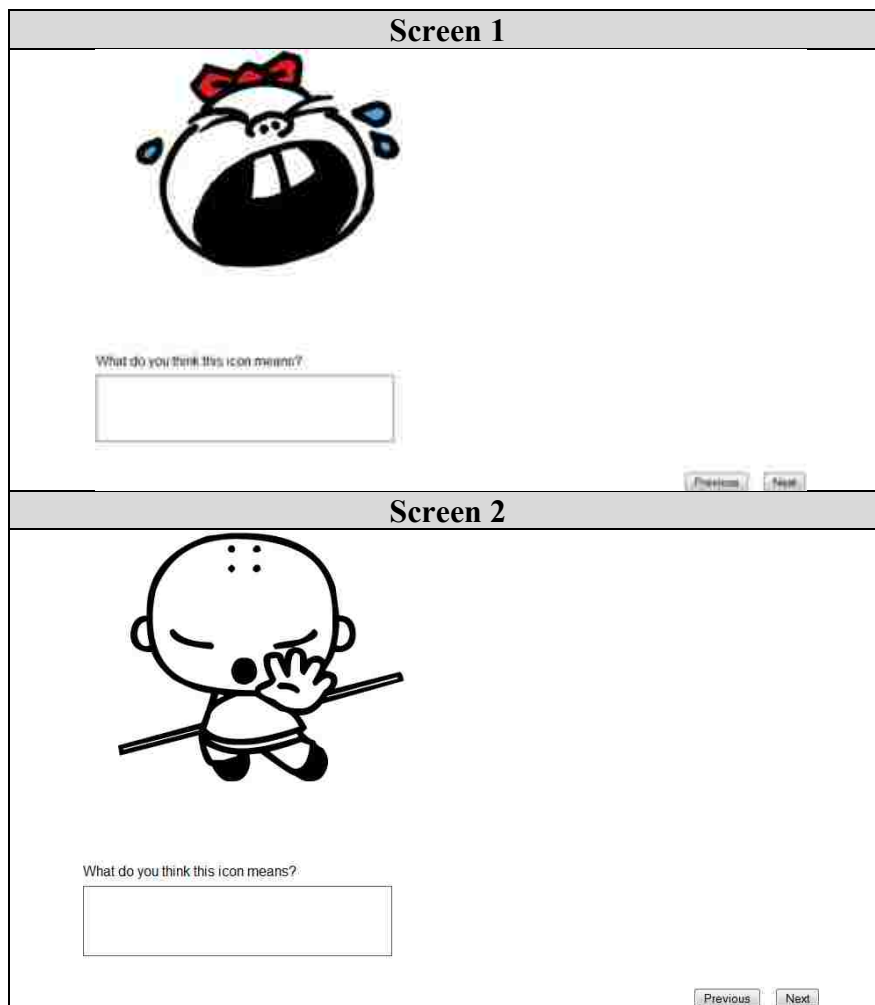 Screen 1
What do you think this icon means?
Previous Next
Screen 2
What do you think this icon means?
Previous Next